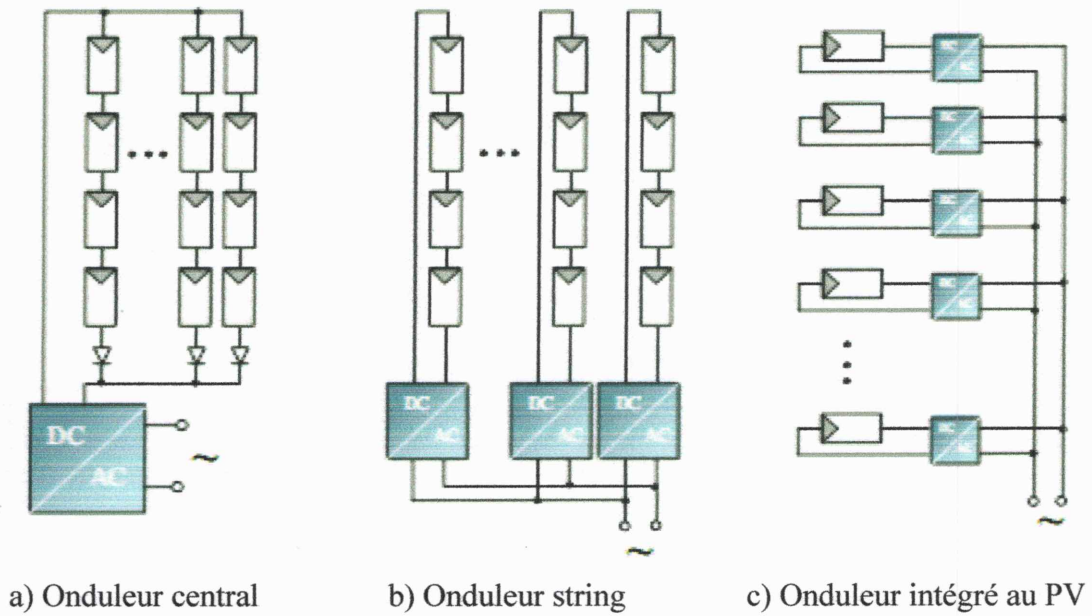 DC
AC
~
DC
AC
DC
AC
DC
AC
~
DC
AC
DC
AC
DC
AC
DC
AC
DC
AC
~
a) Onduleur central
b) Onduleur string
c) Onduleur intégré au PV